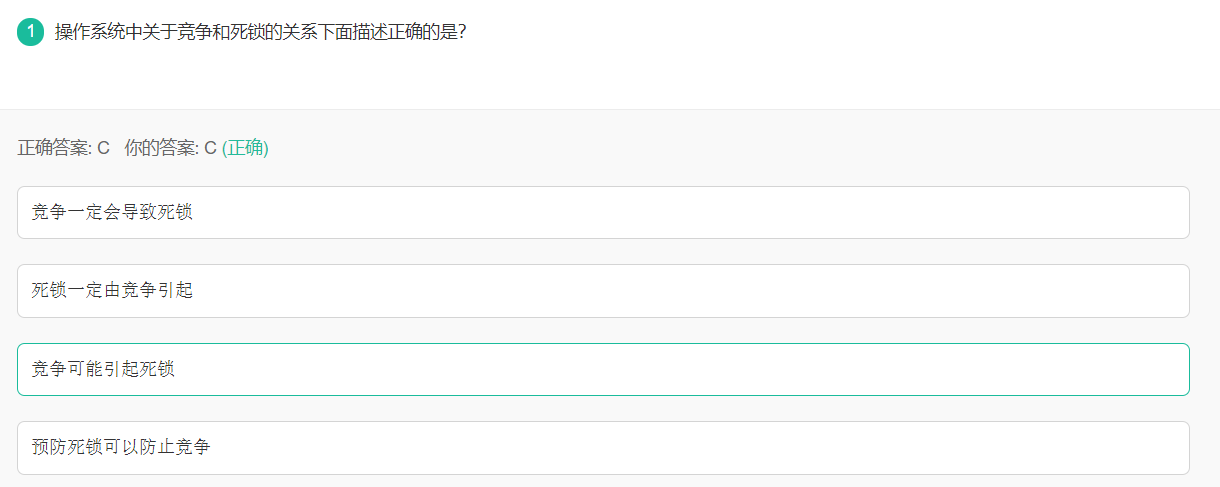 1 操作系统中关于竞争和死锁的关系下面描述正确的是？
正确答案: C 你的答案: C (正确)
竞争一定会导致死锁
死锁一定由竞争引起
竞争可能引起死锁
预防死锁可以防止竞争